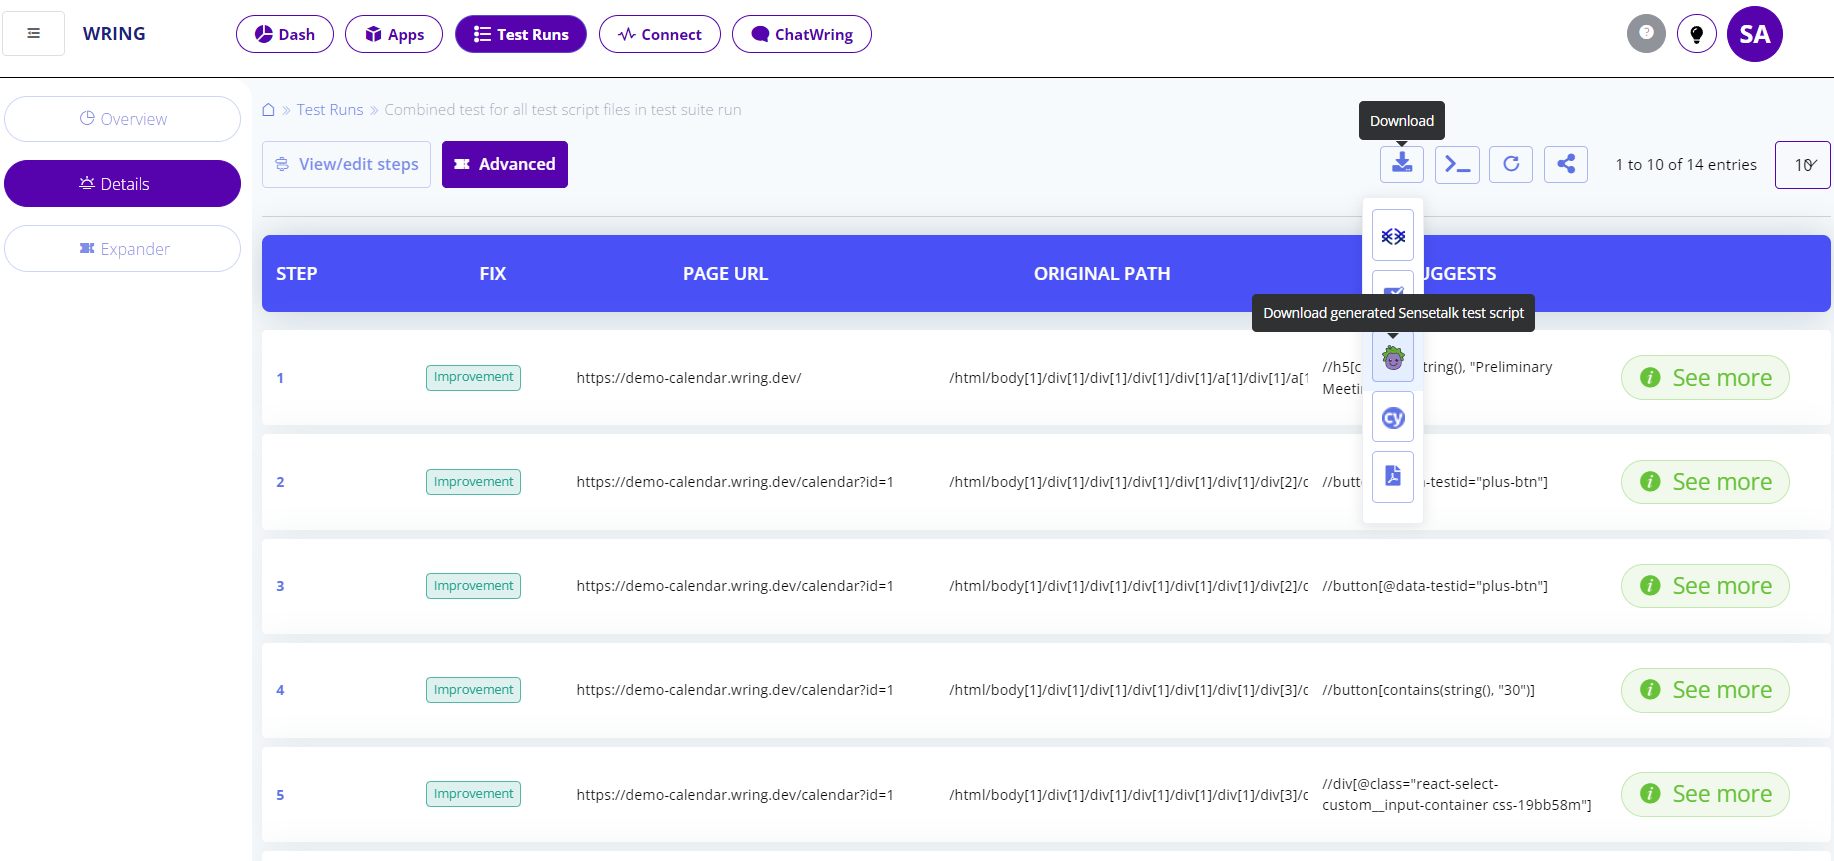 WRING
Dash
Apps
Test Runs
Connect
ChatWring
?
SA
Overview
Details
Expander
» Test Runs » Combined test for all test script files in test suite run
Download
View/edit steps
Advanced
1 to 10 of 14 entries
10
STEP FIX PAGE URL ORIGINAL PATH UGGESTS
Download generated Sensetalk test script
1 Improvement https://demo-calendar.wring.dev/ /html/body[1]/div[1]/div[1]/div[1]/div[1]/a[1]/div[1]/a[1 //h5[c tring(), "Preliminary
Meeti
i See more
cy
2 Improvement https://demo-calendar.wring.dev/calendar?id=1 /html/body[1]/div[1]/div[1]/div[1]/div[1]/div[1]/div[2]/c //butt -testid="plus-btn"] i See more
3 Improvement https://demo-calendar.wring.dev/calendar?id=1 /html/body[1]/div[1]/div[1]/div[1]/div[1]/div[1]/div[2]/c //button[@data-testid="plus-btn"] i See more
4 Improvement https://demo-calendar.wring.dev/calendar?id=1 /html/body[1]/div[1]/div[1]/div[1]/div[1]/div[1]/div[3]/c //button[contains(string(), "30")] i See more
5 Improvement https://demo-calendar.wring.dev/calendar?id=1 /html/body[1]/div[1]/div[1]/div[1]/div[1]/div[1]/div[3]/c //div[@class="react-select-
custom__input-container css-19bb58m"]
i See more